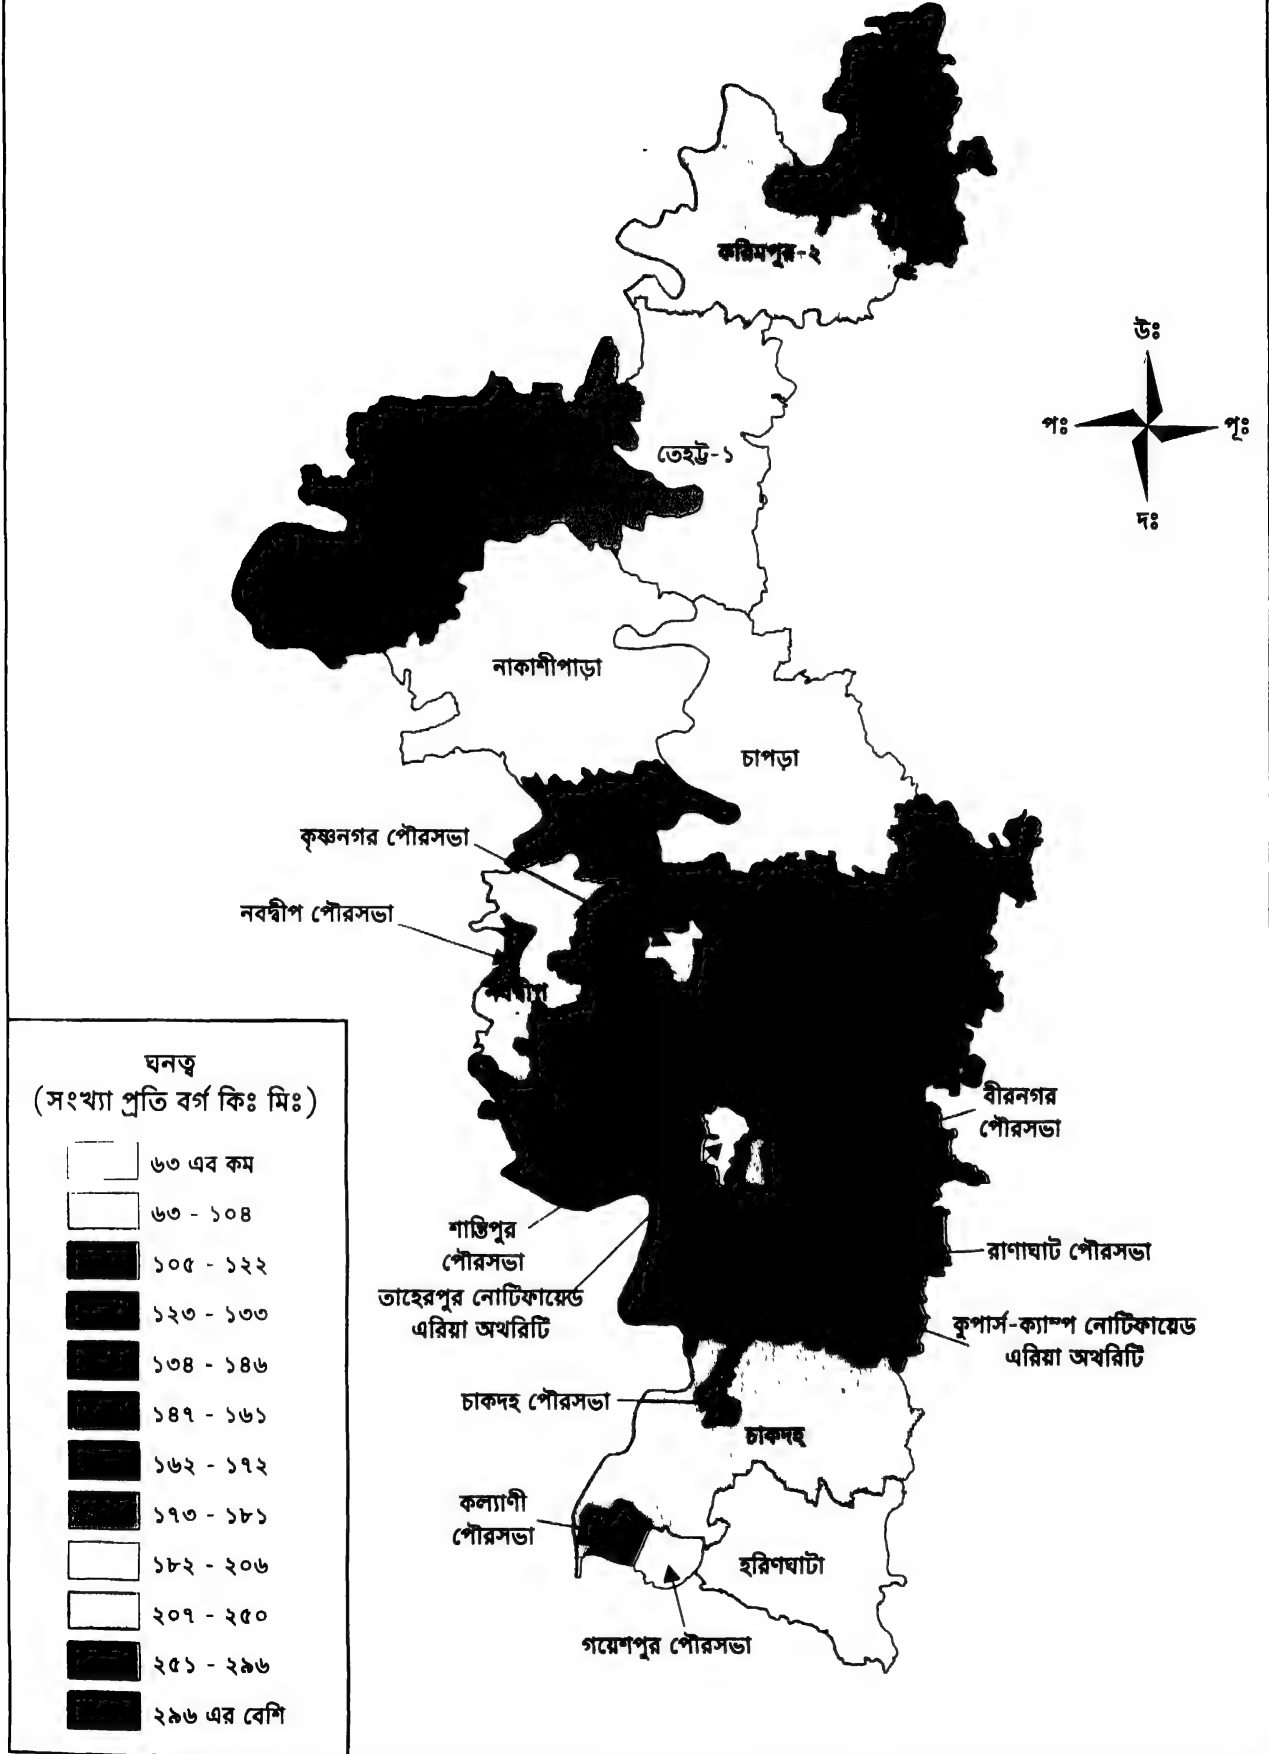 করিমপুর-২
উঃ
পঃ
পূঃ
দঃ
তেহট্ট-১
নাকাশীপাড়া
চাপড়া
কৃষ্ণনগর পৌরসভা
নবদ্বীপ পৌরসভা
নবদ্বীপ
বীরনগর
পৌরসভা
শান্তিপুর
পৌরসভা
রাণাঘাট পৌরসভা
তাহেরপুর নোটিফায়েড
এরিয়া অথরিটি
কুপার্স-ক্যাম্প নোটিফায়েড
এরিয়া অথরিটি
চাকদহ পৌরসভা
চাকদহ
কল্যাণী
পৌরসভা
হরিণঘাটা
গয়েশপুর পৌরসভা
ঘনত্ব
(সংখ্যা প্রতি বর্গ কিঃ মিঃ)
৬৩ এব কম
৬৩ - ১০৪
১০৫ - ১২২
১২৩ - ১৩৩
১৩৪ - ১৪৬
১৪৭ - ১৬১
১৬২ - ১৭২
১৭৩ - ১৮১
১৮২ - ২০৬
২০৭ - ২৫০
২৫১ - ২৯৬
২৯৬ এর বেশি